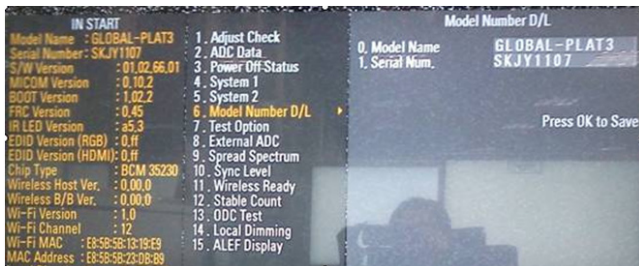 IN START
Model Name : GLOBAL-PLAT3
Serial Number : SKJY1107
S/W Version : 01.02.66.01
MICOM Version : 0.10.2
BOOT Version : 1.02.2
FRC Version : 0.45
IR LED Version : a5.3
EDID Version (RGB) : 0.ff
EDID Version (HDMI): 0.ff
Chip Type : BCM 35230
Wireless Host Ver. : 0.00.0
Wireless B/B Ver. : 0.00.0
Wi-Fi Version : 1.0
Wi-Fi Channel : 12
Wi-Fi MAC : E8:5B:5B:13:19:E9
MAC Address : E8:5B:5B:23:DB:B9
1 . Adjust Check
2 . ADC Data
3 . Power Off Status
4 . System 1
5 . System 2
6 . Model Number D/L
7 . Test Option
8 . External ADC
9 . Spread Spectrum
10 . Sync Level
11 . Wireless Ready
12 . Stable Count
13 . ODC Test
14 . Local Dimming
15 . ALEF Display
Model Number D/L
0. Model Name GLOBAL-PLAT3
1. Serial Num. SKJY1107
Press OK to Save